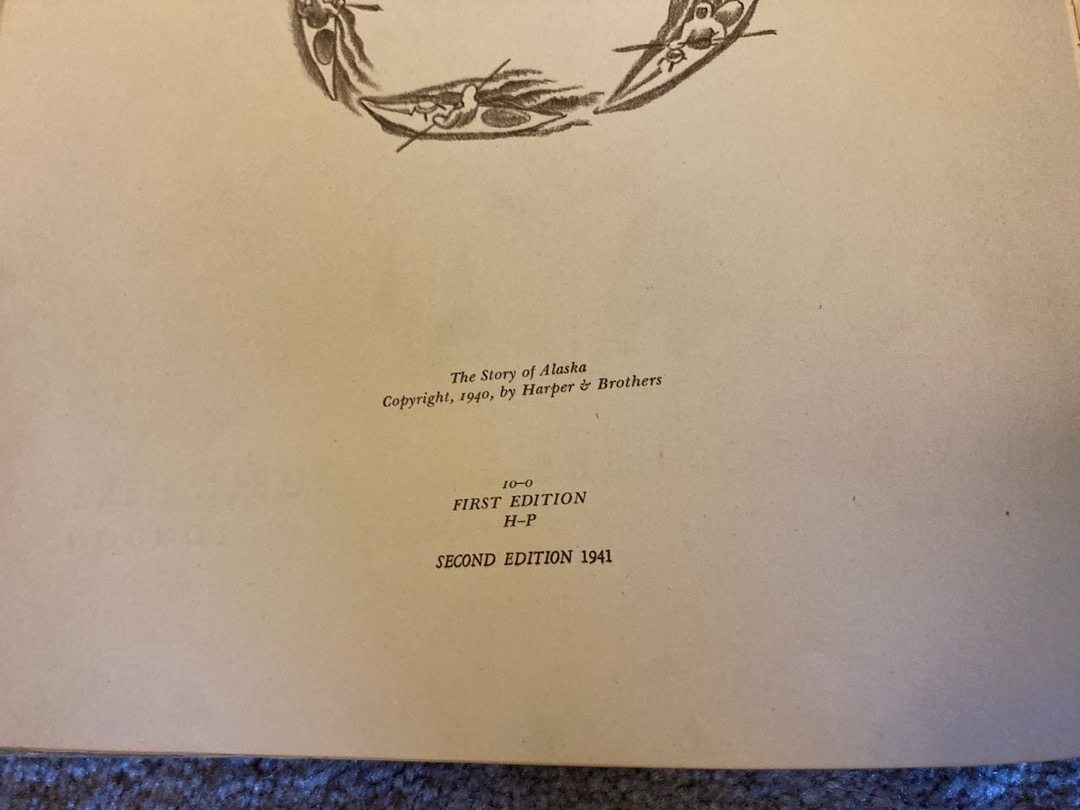 The Story of Alaska
Copyright, 1940, by Harper & Brothers
10–0
FIRST EDITION
H–P
SECOND EDITION 1941